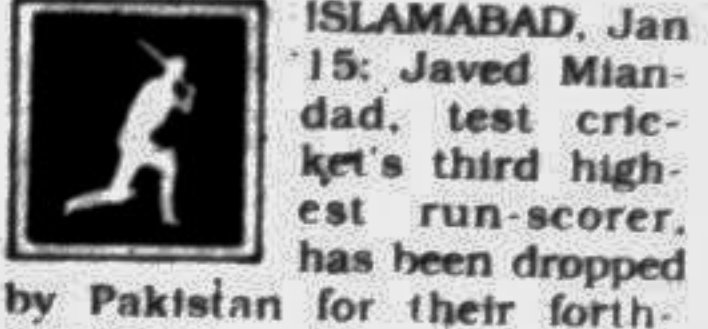 ISLAMABAD, Jan
15: Javed Mian-
dad, test cric-
ket's third high-
est run-scorer,
has been dropped
by Pakistan for their forth-